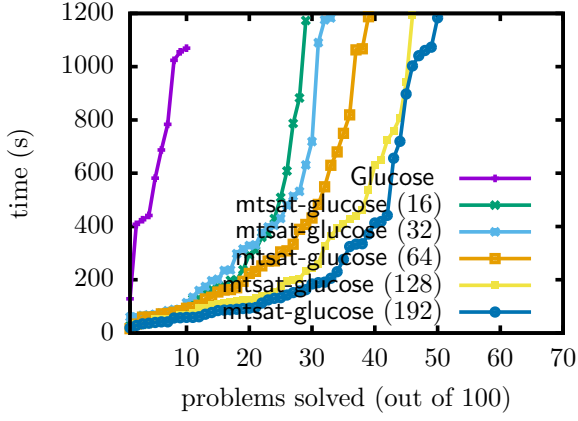 1200
1000
800
600
400
200
0
time (s)
Glucose
mtsat-glucose (16)
mtsat-glucose (32)
mtsat-glucose (64)
mtsat-glucose (128)
mtsat-glucose (192)
10 20 30 40 50 60 70
problems solved (out of 100)